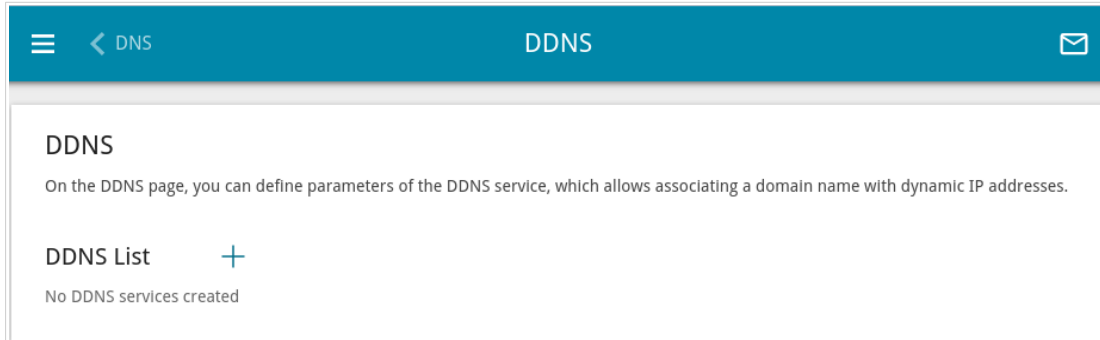 DNS
DDNS
DDNS
On the DDNS page, you can define parameters of the DDNS service, which allows associating a domain name with dynamic IP addresses.
DDNS List
No DDNS services created